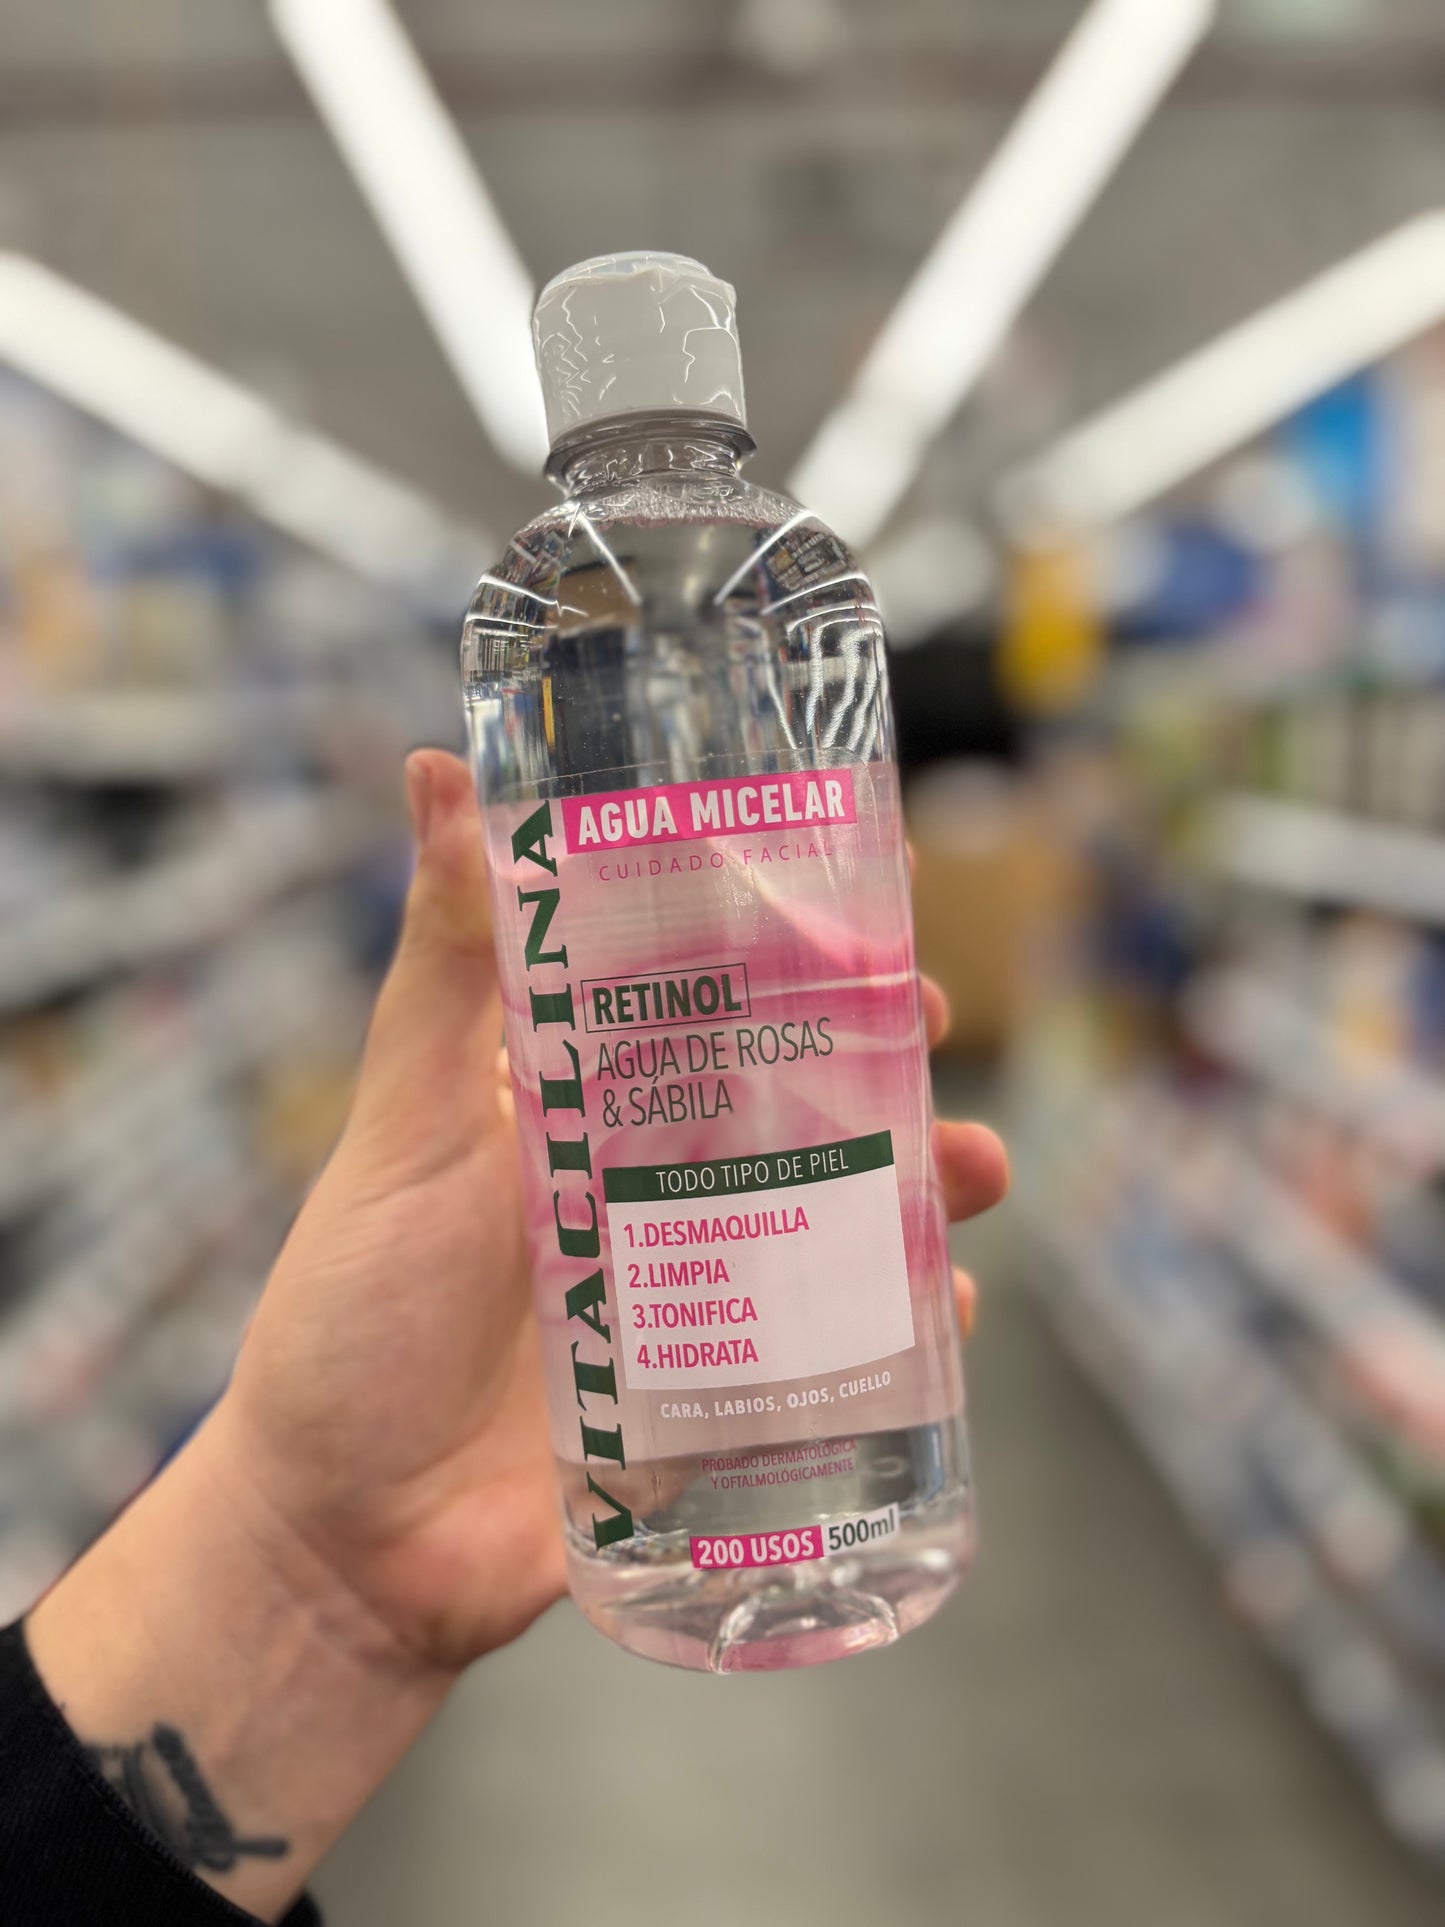 VITACILINA
AGUA MICELAR
CUIDADO FACIAL
RETINOL
AGUA DE ROSAS
& SÁBILA
TODO TIPO DE PIEL
1.DESMAQUILLA
2.LIMPIA
3.TONIFICA
4.HIDRATA
CARA, LABIOS, OJOS, CUELLO
PROBADO DERMATOLÓGICA
Y OFTALMOLÓGICAMENTE
200 USOS 500ml